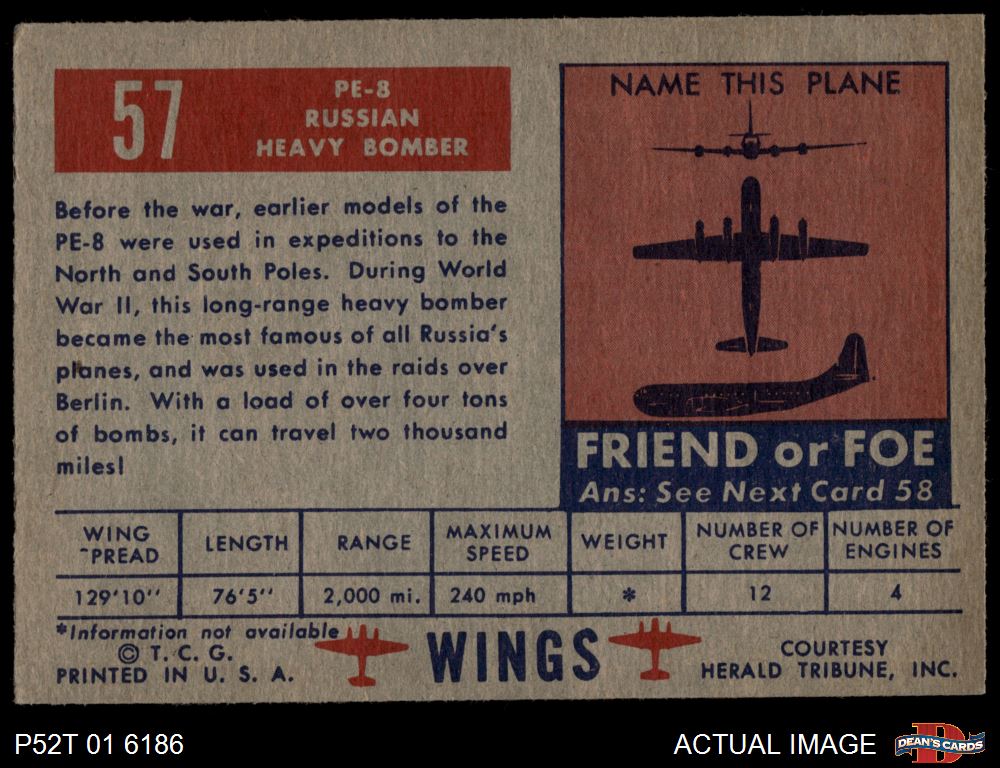 57
PE-8
RUSSIAN
HEAVY BOMBER
Before the war, earlier models of the
PE-8 were used in expeditions to the
North and South Poles. During World
War II, this long-range heavy bomber
became the most famous of all Russia's
planes, and was used in the raids over
Berlin. With a load of over four tons
of bombs, it can travel two thousand
miles!
NAME THIS PLANE
FRIEND or FOE
Ans: See Next Card 58
WING SPREAD LENGTH RANGE MAXIMUM SPEED WEIGHT NUMBER OF CREW NUMBER OF ENGINES
129'10'' 76'5'' 2,000 mi. 240 mph * 12 4
*Information not available
© T. C. G.
PRINTED IN U. S. A.
WINGS
COURTESY
HERALD TRIBUNE, INC.
P52T 01 6186
ACTUAL IMAGE
D
DEAN'S CARDS